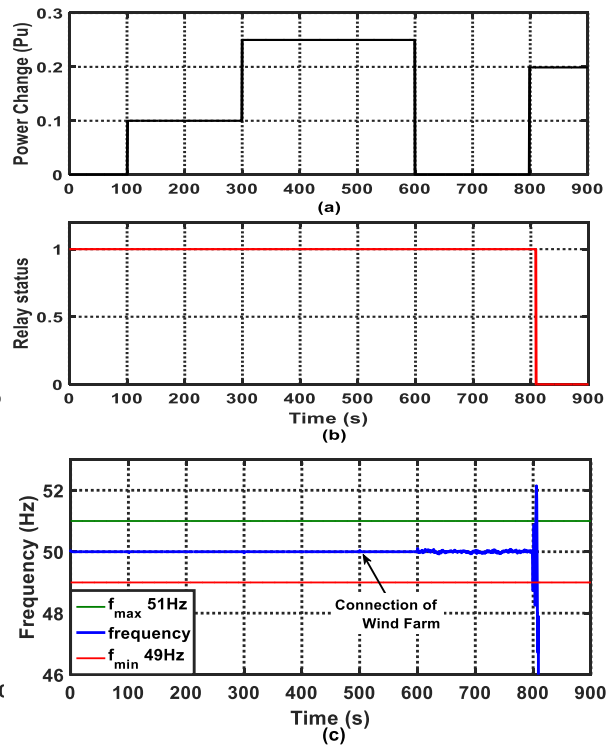 Power Change (Pu)
0.3
0.2
0.1
0
0 100 200 300 400 500 600 700 800 900
(a)
Relay status
1
0.5
0
0 100 200 300 400 500 600 700 800 900
Time (s)
(b)
Frequency (Hz)
52
50
48
46
f_max 51Hz
frequency
f_min 49Hz
Connection of
Wind Farm
0 100 200 300 400 500 600 700 800 900
Time (s)
(c)